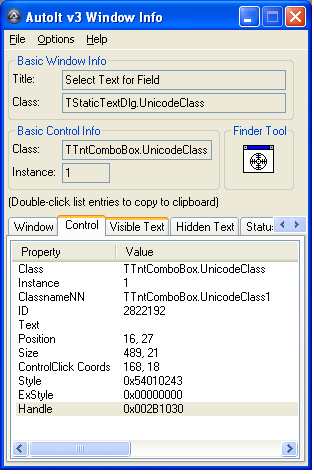 AutoIt v3 Window Info
File Options Help
Basic Window Info
Title: Select Text for Field
Class: TStaticTextDlg.UnicodeClass
Basic Control Info Finder Tool
Class: TTntComboBox.UnicodeClass
Instance: 1
(Double-click list entries to copy to clipboard)
Window Control Visible Text Hidden Text Status
Property Value
Class TTntComboBox.UnicodeClass
Instance 1
ClassnameNN TTntComboBox.UnicodeClass1
ID 2822192
Text
Position 16, 27
Size 489, 21
ControlClick Coords 168, 18
Style 0x54010243
ExStyle 0x00000000
Handle 0x002B1030